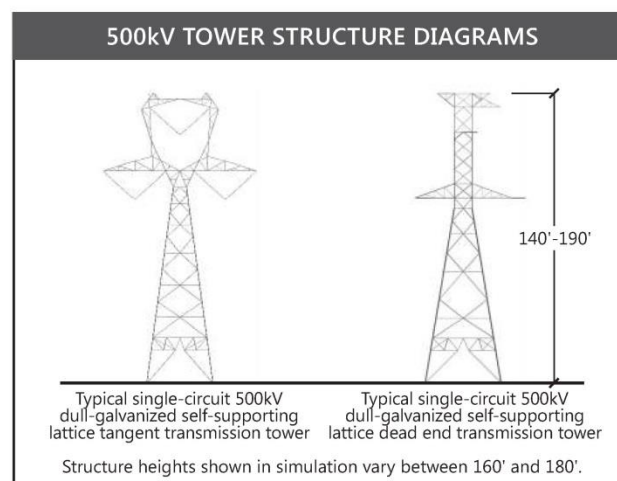 500kV TOWER STRUCTURE DIAGRAMS
140'-190'
Typical single-circuit 500kV
dull-galvanized self-supporting
lattice tangent transmission tower
Typical single-circuit 500kV
dull-galvanized self-supporting
lattice dead end transmission tower
Structure heights shown in simulation vary between 160' and 180'.